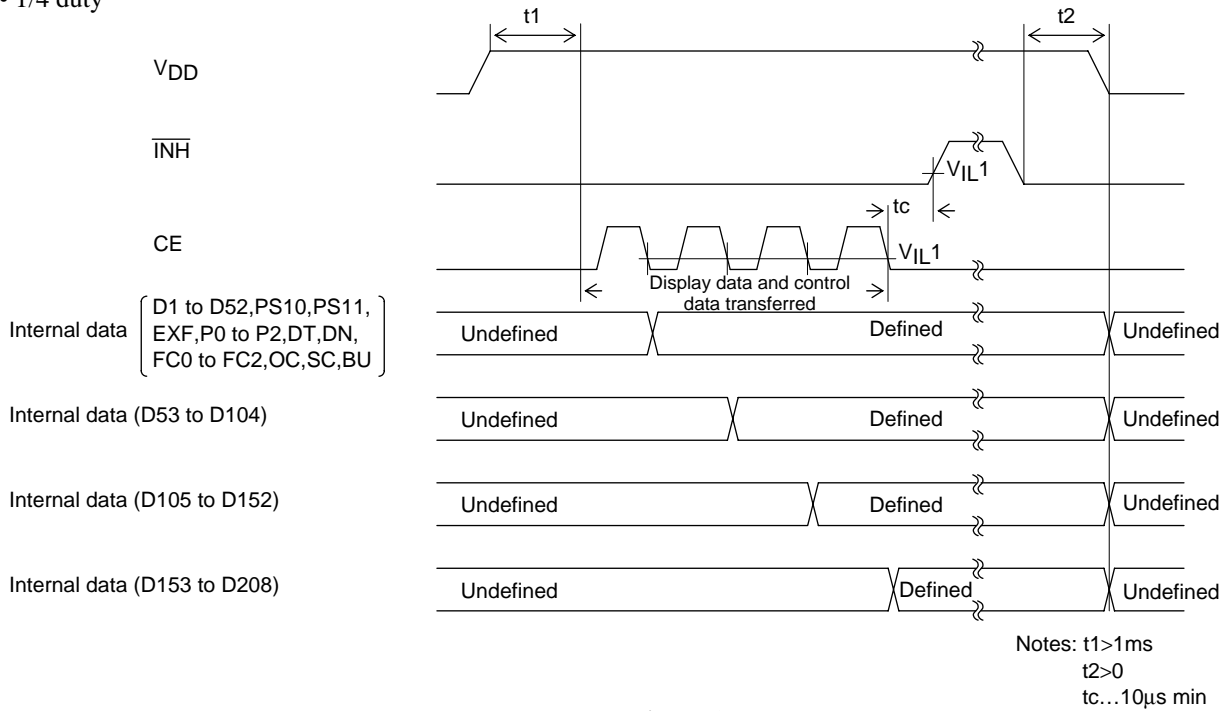 • 1/4 duty
t1
t2
VDD
INH
VIL1
tc
CE
VIL1
Display data and control
data transferred
Internal data
D1 to D52,PS10,PS11,
EXF,P0 to P2,DT,DN,
FC0 to FC2,OC,SC,BU
Undefined
Defined
Undefined
Internal data (D53 to D104)
Undefined
Defined
Undefined
Internal data (D105 to D152)
Undefined
Defined
Undefined
Internal data (D153 to D208)
Undefined
Defined
Undefined
Notes: t1>1ms
t2>0
tc…10μs min